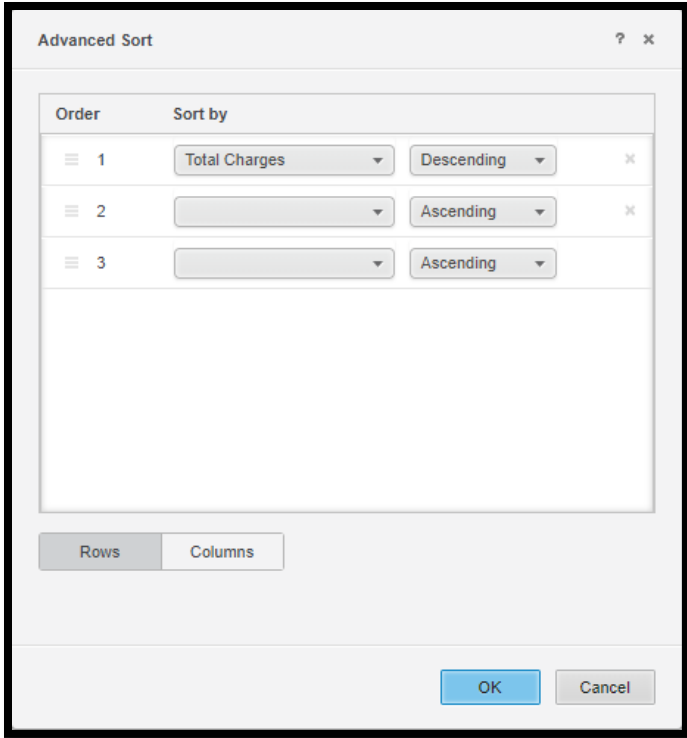 Advanced Sort ? ×
Order Sort by
1 Total Charges Descending ×
2 Ascending ×
3 Ascending
Rows Columns
OK Cancel